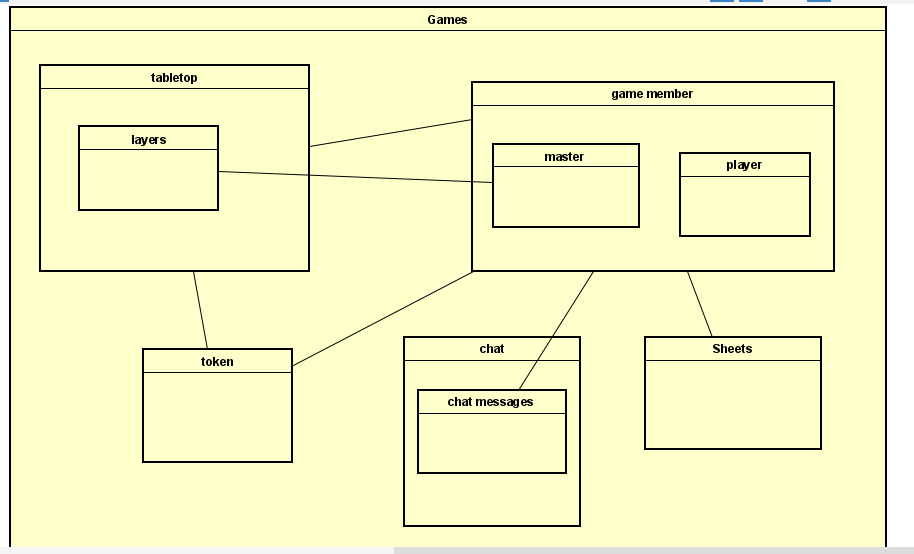 Games
tabletop
game member
layers
master
player
token
chat
Sheets
chat messages